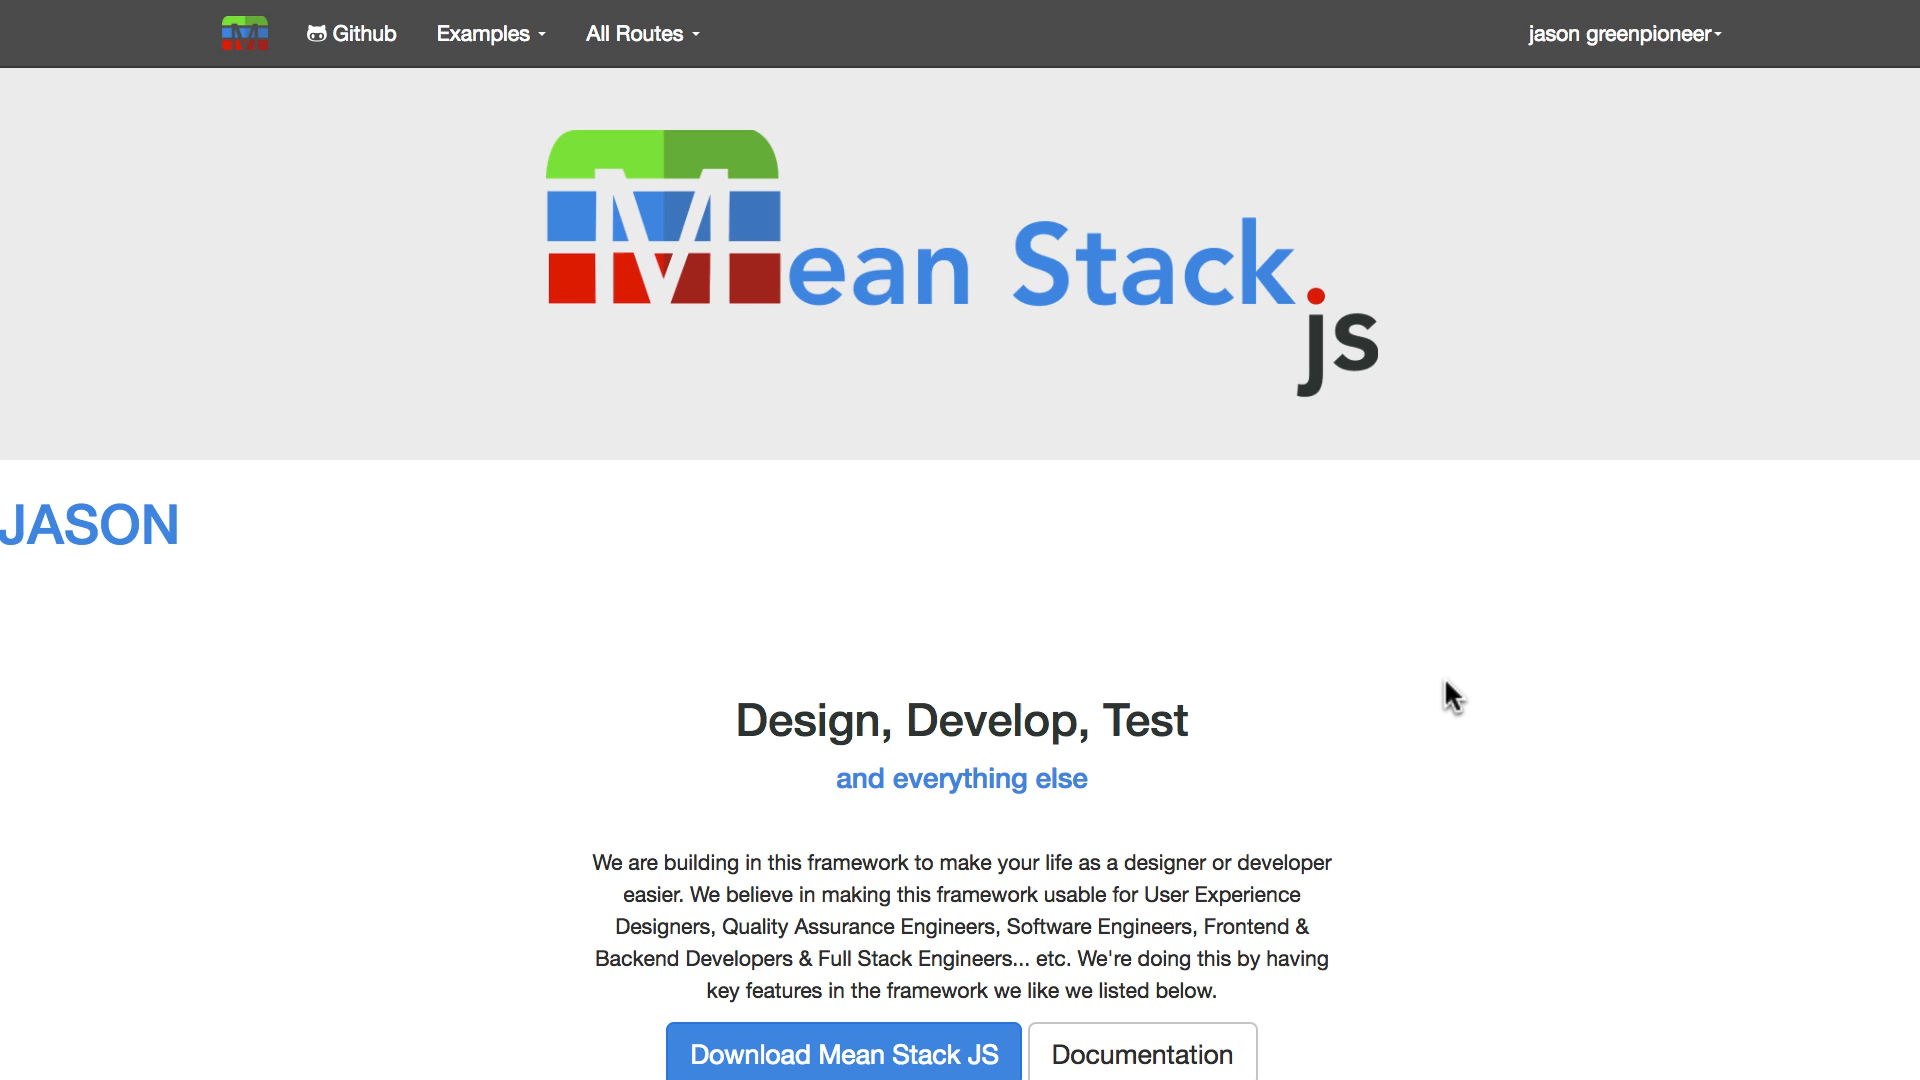 Github Examples All Routes jason greenpioneer
Mean Stack.js
JASON
Design, Develop, Test
and everything else
We are building in this framework to make your life as a designer or developer
easier. We believe in making this framework usable for User Experience
Designers, Quality Assurance Engineers, Software Engineers, Frontend &
Backend Developers & Full Stack Engineers... etc. We're doing this by having
key features in the framework we like we listed below.
Download Mean Stack JS Documentation